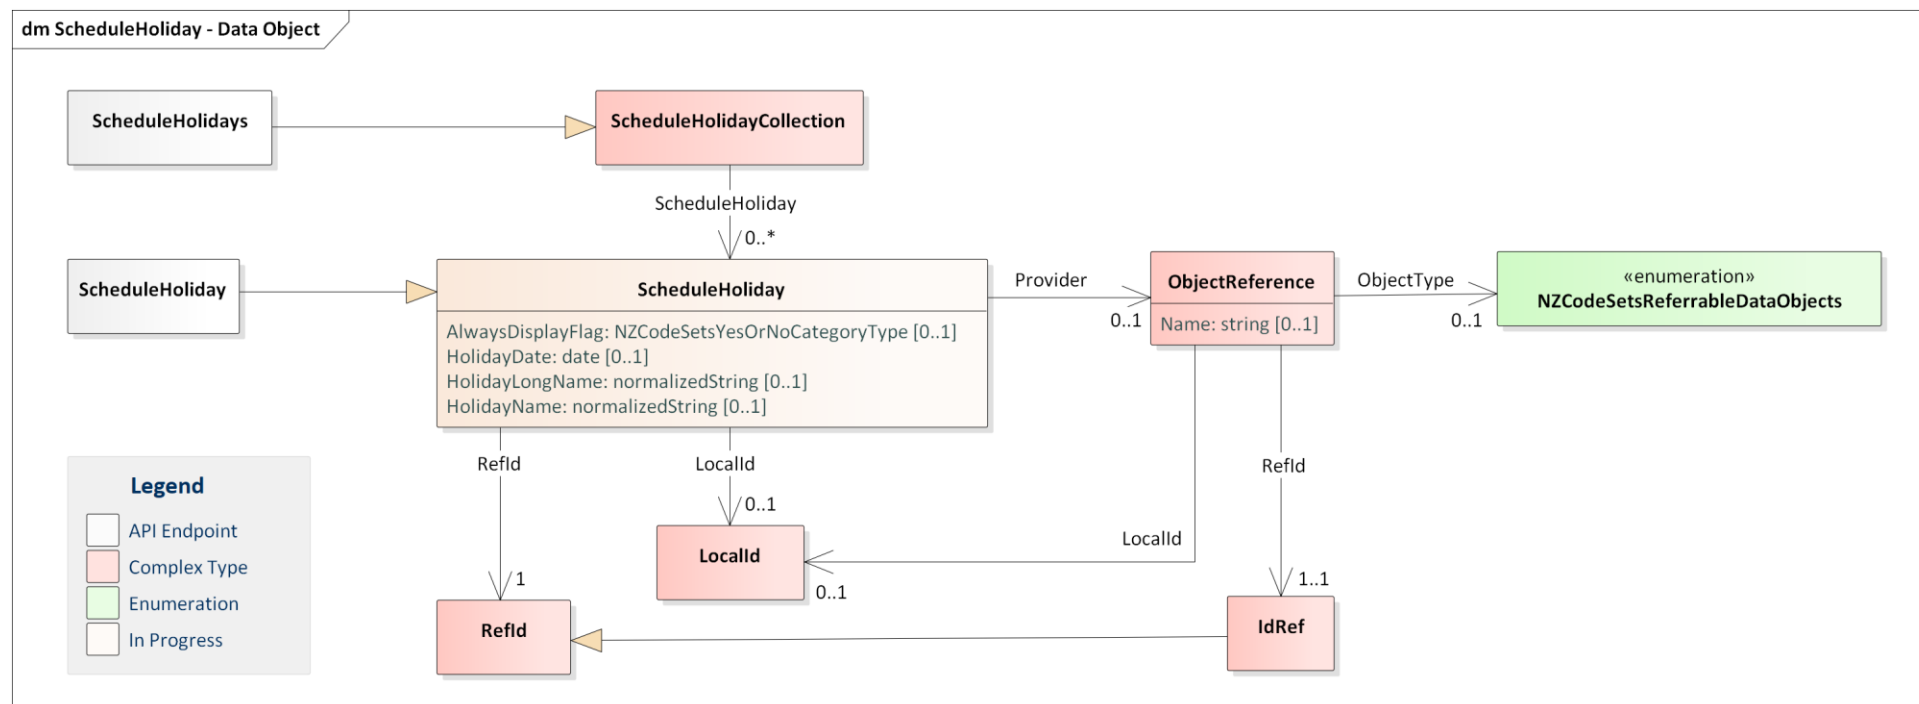 dm ScheduleHoliday - Data Object
ScheduleHolidays
ScheduleHolidayCollection
ScheduleHoliday
0..*
ScheduleHoliday
ScheduleHoliday
AlwaysDisplayFlag: NZCodeSetsYesOrNoCategoryType [0..1]
HolidayDate: date [0..1]
HolidayLongName: normalizedString [0..1]
HolidayName: normalizedString [0..1]
Provider
0..1
ObjectReference
Name: string [0..1]
ObjectType
0..1
«enumeration»
NZCodeSetsReferrableDataObjects
RefId
1
LocalId
0..1
RefId
1..1
LocalId
0..1
LocalId
RefId
IdRef
Legend
API Endpoint
Complex Type
Enumeration
In Progress